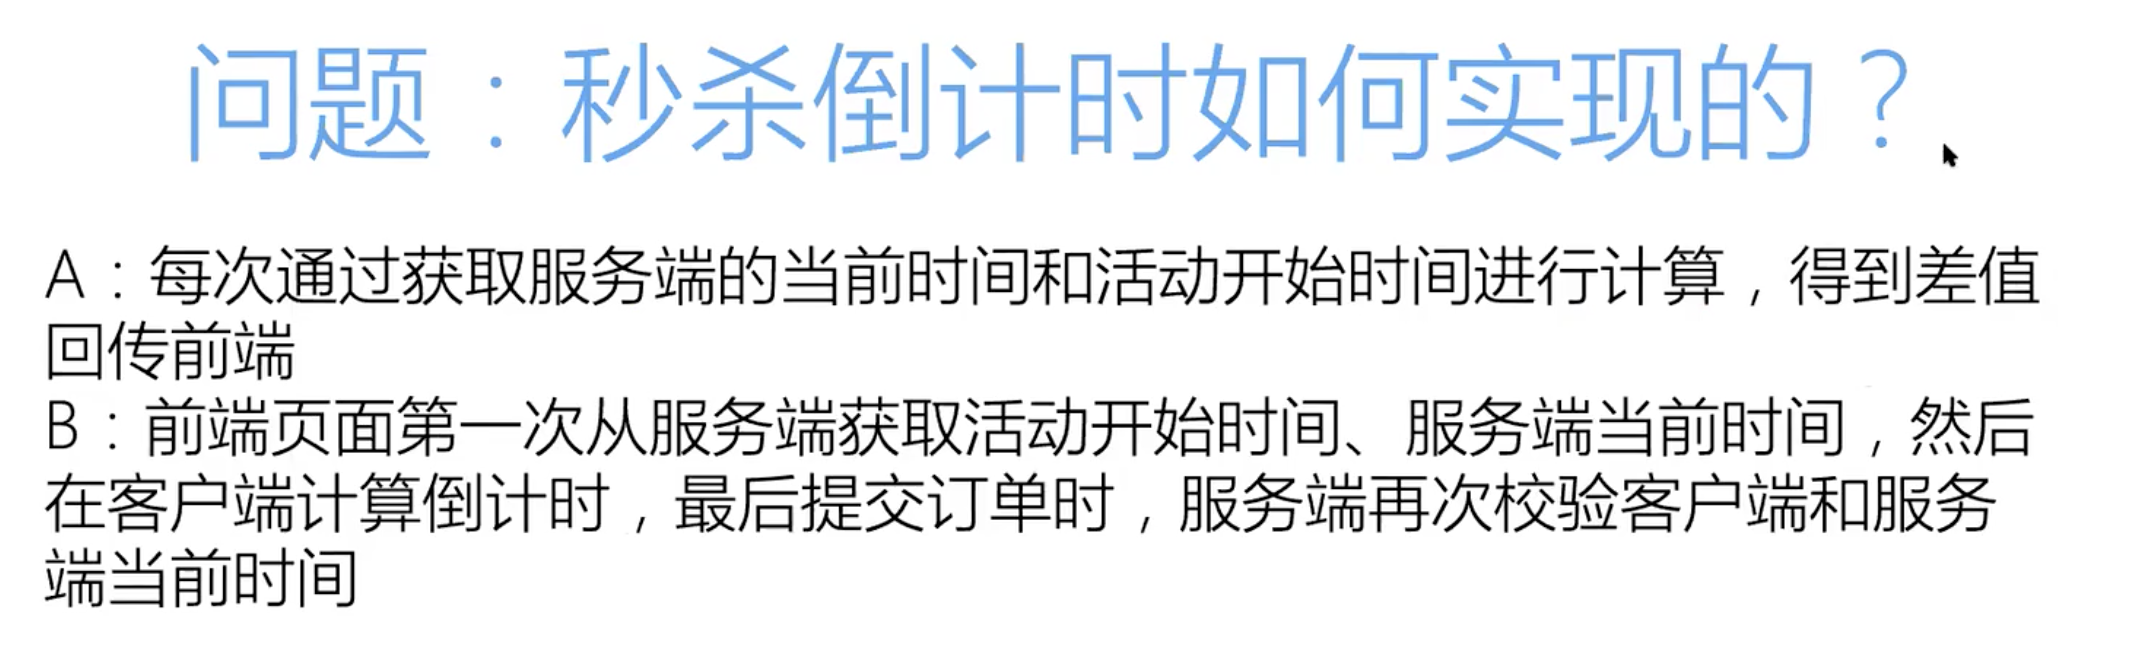 问题：秒杀倒计时如何实现的？
A：每次通过获取服务端的当前时间和活动开始时间进行计算，得到差值
回传前端
B：前端页面第一次从服务端获取活动开始时间、服务端当前时间，然后
在客户端计算倒计时，最后提交订单时，服务端再次校验客户端和服务
端当前时间